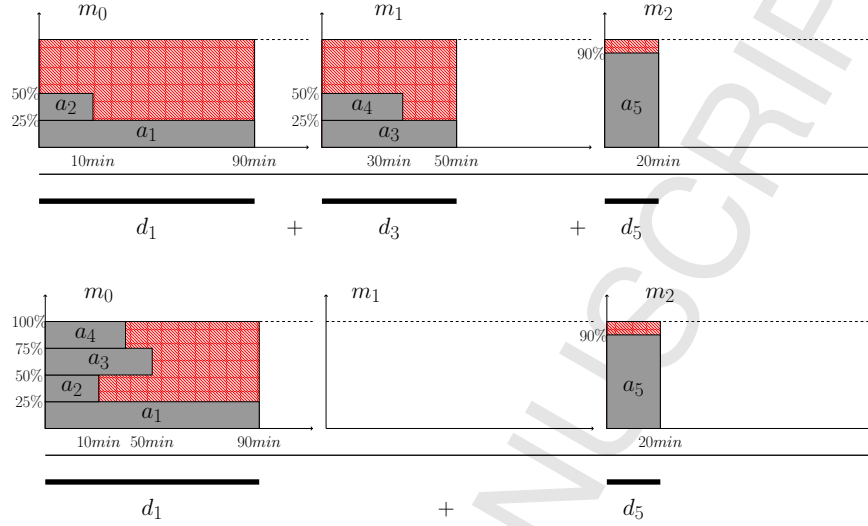 m0 m1 m2
90%
50% a2 50% a4 a5
25% a1 25% a3
10min 90min 30min 50min 20min
d1 + d3 + d5
m0 m1 m2
100%
a4 90%
75% a3
50% a2 a5
25% a1
10min 50min 90min 20min
d1 + d5
NUSCRIP